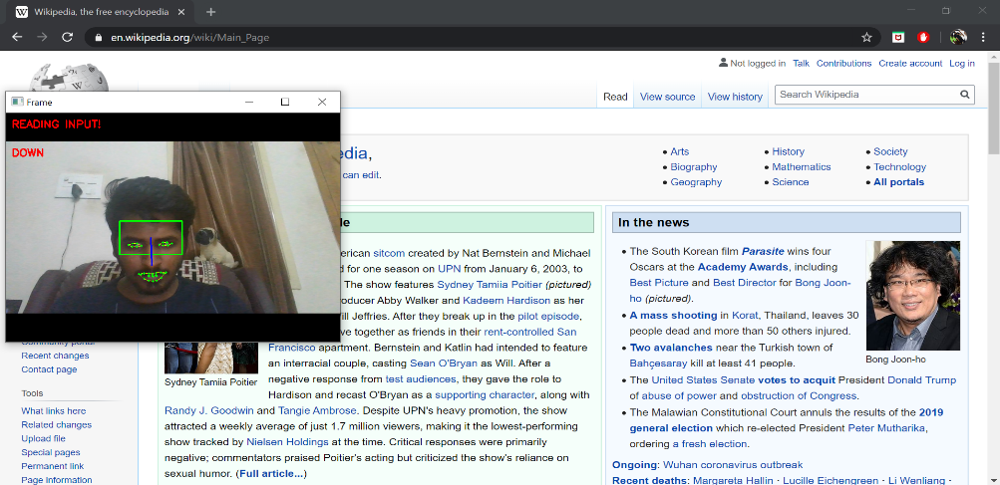 Wikipedia, the free encyclopedia
en.wikipedia.org/wiki/Main_Page
Not logged in Talk Contributions Create account Log in
Read View source View history Search Wikipedia
Frame
READING INPUT!
DOWN
edia,
can edit.
Arts
Biography
Geography
History
Mathematics
Science
Society
Technology
All portals
le
erican sitcom created by Nat Bernstein and Michael
d for one season on UPN from January 6, 2003, to
The show features Sydney Tamiia Poitier (pictured)
oducer Abby Walker and Kadeem Hardison as her
Will Jeffries. After they break up in the pilot episode,
ve together as friends in their rent-controlled San
Francisco apartment. Bernstein and Katlin had intended to feature
an interracial couple, casting Sean O'Bryan as Will. After a
negative response from test audiences, they gave the role to
Hardison and recast O'Bryan as a supporting character, along with
Randy J. Goodwin and Tangie Ambrose. Despite UPN's heavy promotion, the show
attracted a weekly average of just 1.7 million viewers, making it the lowest-performing
show tracked by Nielsen Holdings at the time. Critical responses were primarily
negative; commentators praised Poitier's acting but criticized the show's reliance on
sexual humor. (Full article...)
Sydney Tamiia Poitier
In the news
The South Korean film Parasite wins four
Oscars at the Academy Awards, including
Best Picture and Best Director for Bong Joon-
ho (pictured).
A mass shooting in Korat, Thailand, leaves 30
people dead and more than 50 others injured.
Two avalanches near the Turkish town of
Bahçesaray kill at least 41 people.
The United States Senate votes to acquit President Donald Trump
of abuse of power and obstruction of Congress.
The Malawian Constitutional Court annuls the results of the 2019
general election which re-elected President Peter Mutharika,
ordering a fresh election.
Bong Joon-ho
Ongoing: Wuhan coronavirus outbreak
Recent deaths: Margareta Hallin · Lucille Eichengreen · Li Wenliang ·
Community portal
Recent changes
Contact page
Tools
What links here
Related changes
Upload file
Special pages
Permanent link
Page information